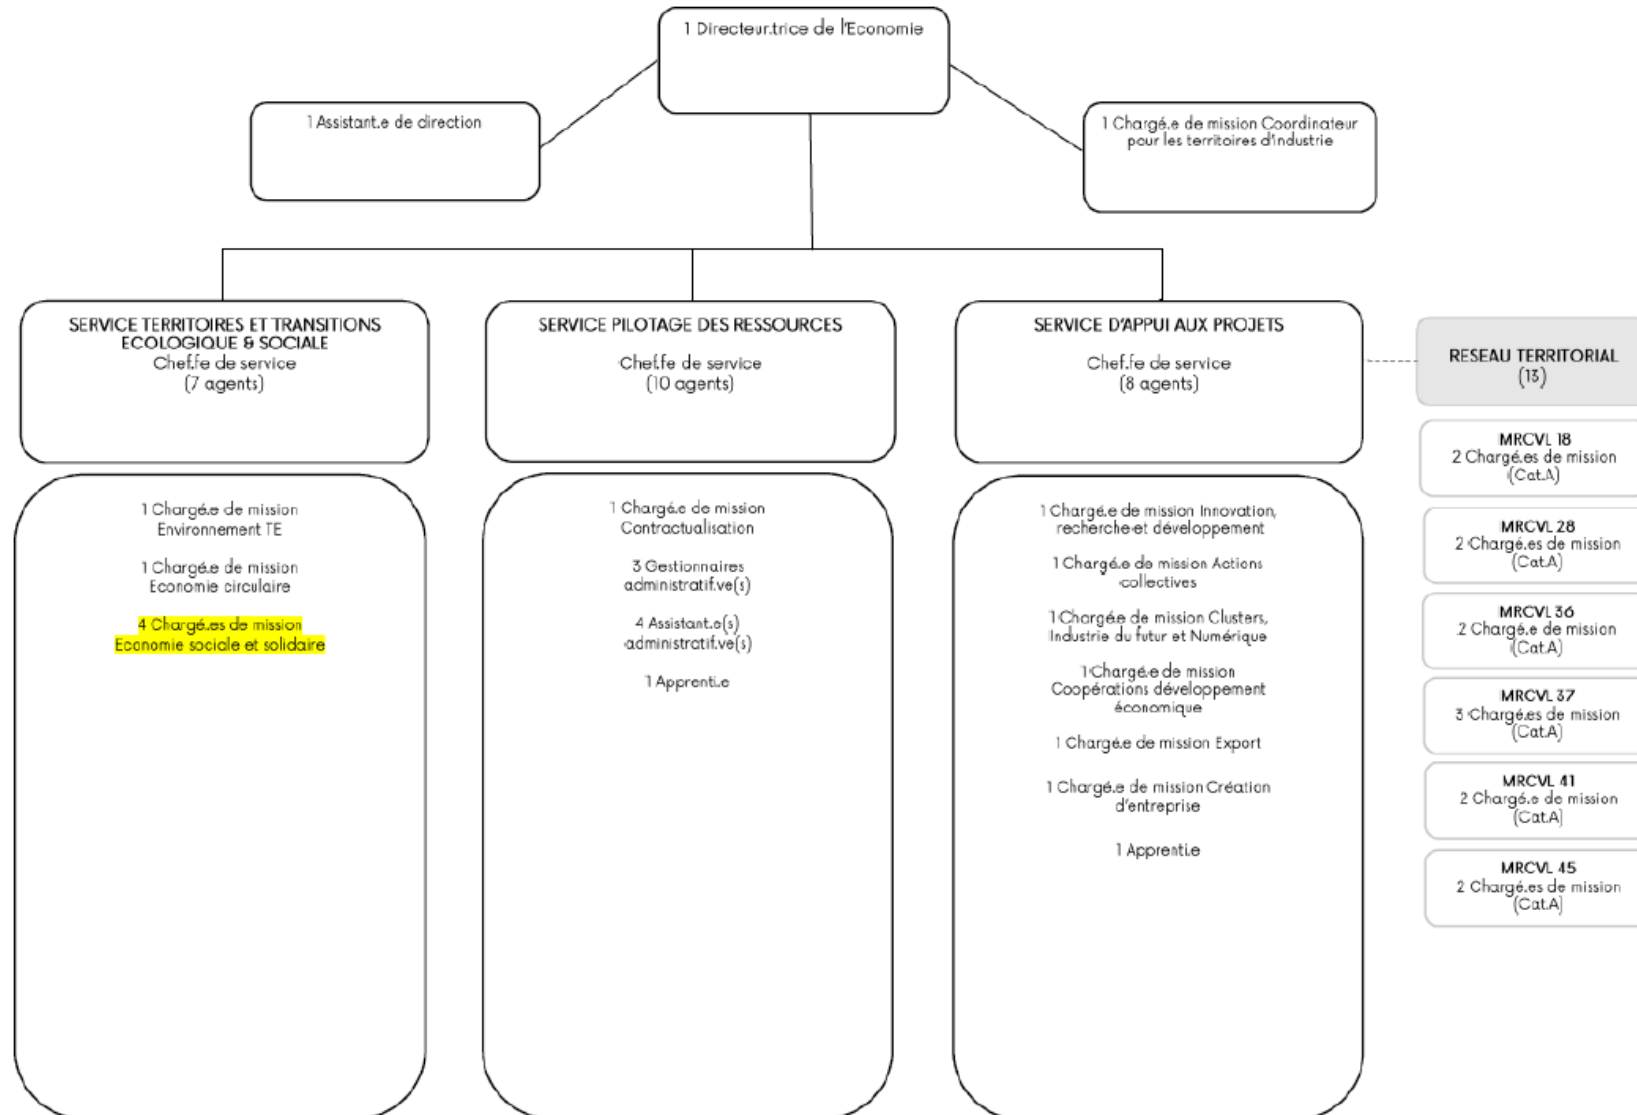 1 Directeur.trice de l'Economie
1 Assistant.e de direction
1 Chargé.e de mission Coordinateur
pour les territoires d'industrie
SERVICE TERRITOIRES ET TRANSITIONS
ECOLOGIQUE & SOCIALE
Chef.fe de service
(7 agents)
SERVICE PILOTAGE DES RESSOURCES
Chef.fe de service
(10 agents)
SERVICE D'APPUI AUX PROJETS
Chef.fe de service
(8 agents)
RESEAU TERRITORIAL
(13)
1 Chargé.e de mission
Environnement TE
1 Chargé.e de mission
Economie circulaire
4 Chargé.es de mission
Economie sociale et solidaire
1 Chargé.e de mission
Contractualisation
3 Gestionnaires
administratif.ve(s)
4 Assistant.e(s)
administratif.ve(s)
1 Apprenti.e
1 Chargé.e de mission Innovation,
recherche et développement
1 Chargé.e de mission Actions
collectives
1 Chargée de mission Clusters,
Industrie du futur et Numérique
1 Chargé.e de mission
Coopérations développement
économique
1 Chargé.e de mission Export
1 Chargé.e de mission Création
d'entreprise
1 Apprenti.e
MRCVL 18
2 Chargé.es de mission
(Cat.A)
MRCVL 28
2 Chargé.es de mission
(Cat.A)
MRCVL 36
2 Chargé.e de mission
(Cat.A)
MRCVL 37
3 Chargé.es de mission
(Cat.A)
MRCVL 41
2 Chargé.e de mission
(Cat.A)
MRCVL 45
2 Chargé.es de mission
(Cat.A)